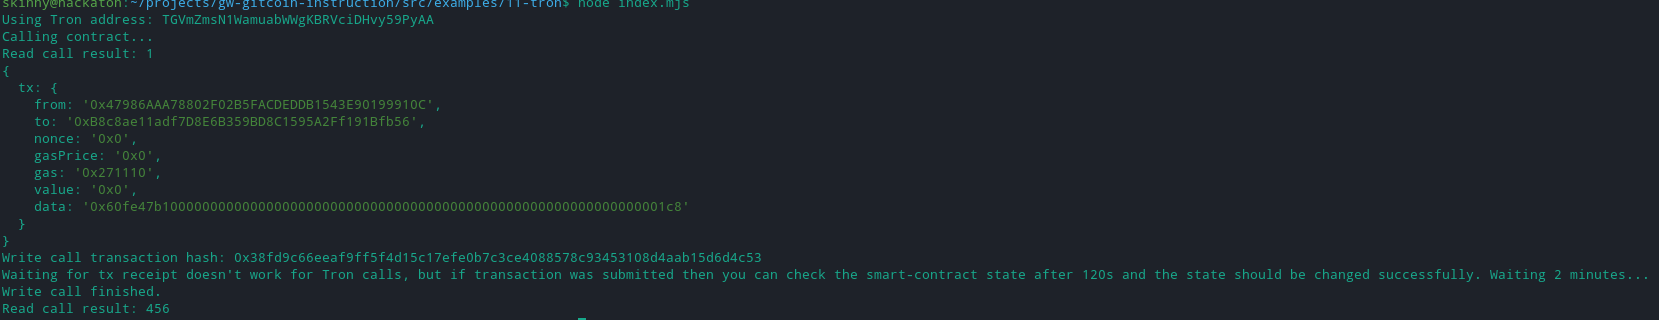 skinny@hackaton:~/projects/gw-gitcoin-instruction/src/examples/11-tron$ node index.mjs
Using Tron address: TGVmZmsN1WamuabWWgKBRVciDHvy59PyAA
Calling contract...
Read call result: 1
{
  tx: {
    from: '0x47986AAA78802F02B5FACDEDDB1543E90199910C',
    to: '0xB8c8ae11adf7D8E6B359BD8C1595A2Ff191Bfb56',
    nonce: '0x0',
    gasPrice: '0x0',
    gas: '0x271110',
    value: '0x0',
    data: '0x60fe47b100000000000000000000000000000000000000000000000000000000000001c8'
  }
}
Write call transaction hash: 0x38fd9c66eeaf9ff5f4d15c17efe0b7c3ce4088578c93453108d4aab15d6d4c53
Waiting for tx receipt doesn't work for Tron calls, but if transaction was submitted then you can check the smart-contract state after 120s and the state should be changed successfully. Waiting 2 minutes...
Write call finished.
Read call result: 456